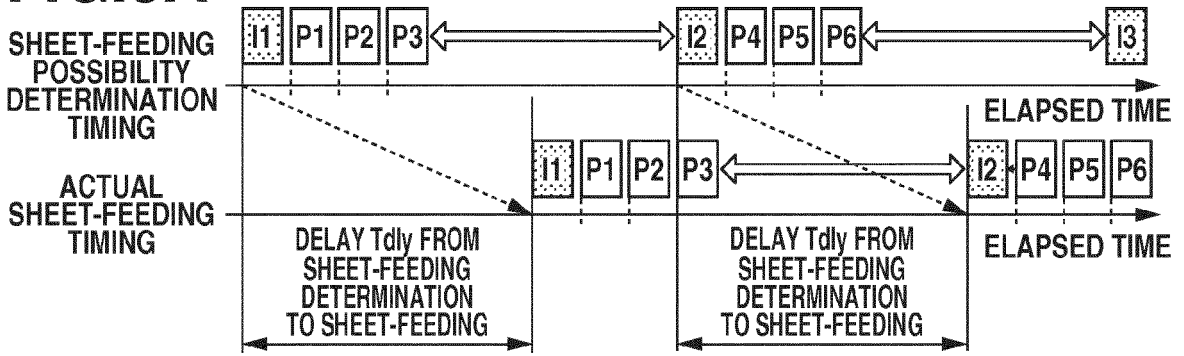 I1 P1 P2 P3 I2 P4 P5 P6 I3
SHEET-FEEDING
POSSIBILITY
DETERMINATION
TIMING
ELAPSED TIME
I1 P1 P2 P3 I2 P4 P5 P6
ACTUAL
SHEET-FEEDING
TIMING
ELAPSED TIME
DELAY Tdly FROM
SHEET-FEEDING
DETERMINATION
TO SHEET-FEEDING
DELAY Tdly FROM
SHEET-FEEDING
DETERMINATION
TO SHEET-FEEDING